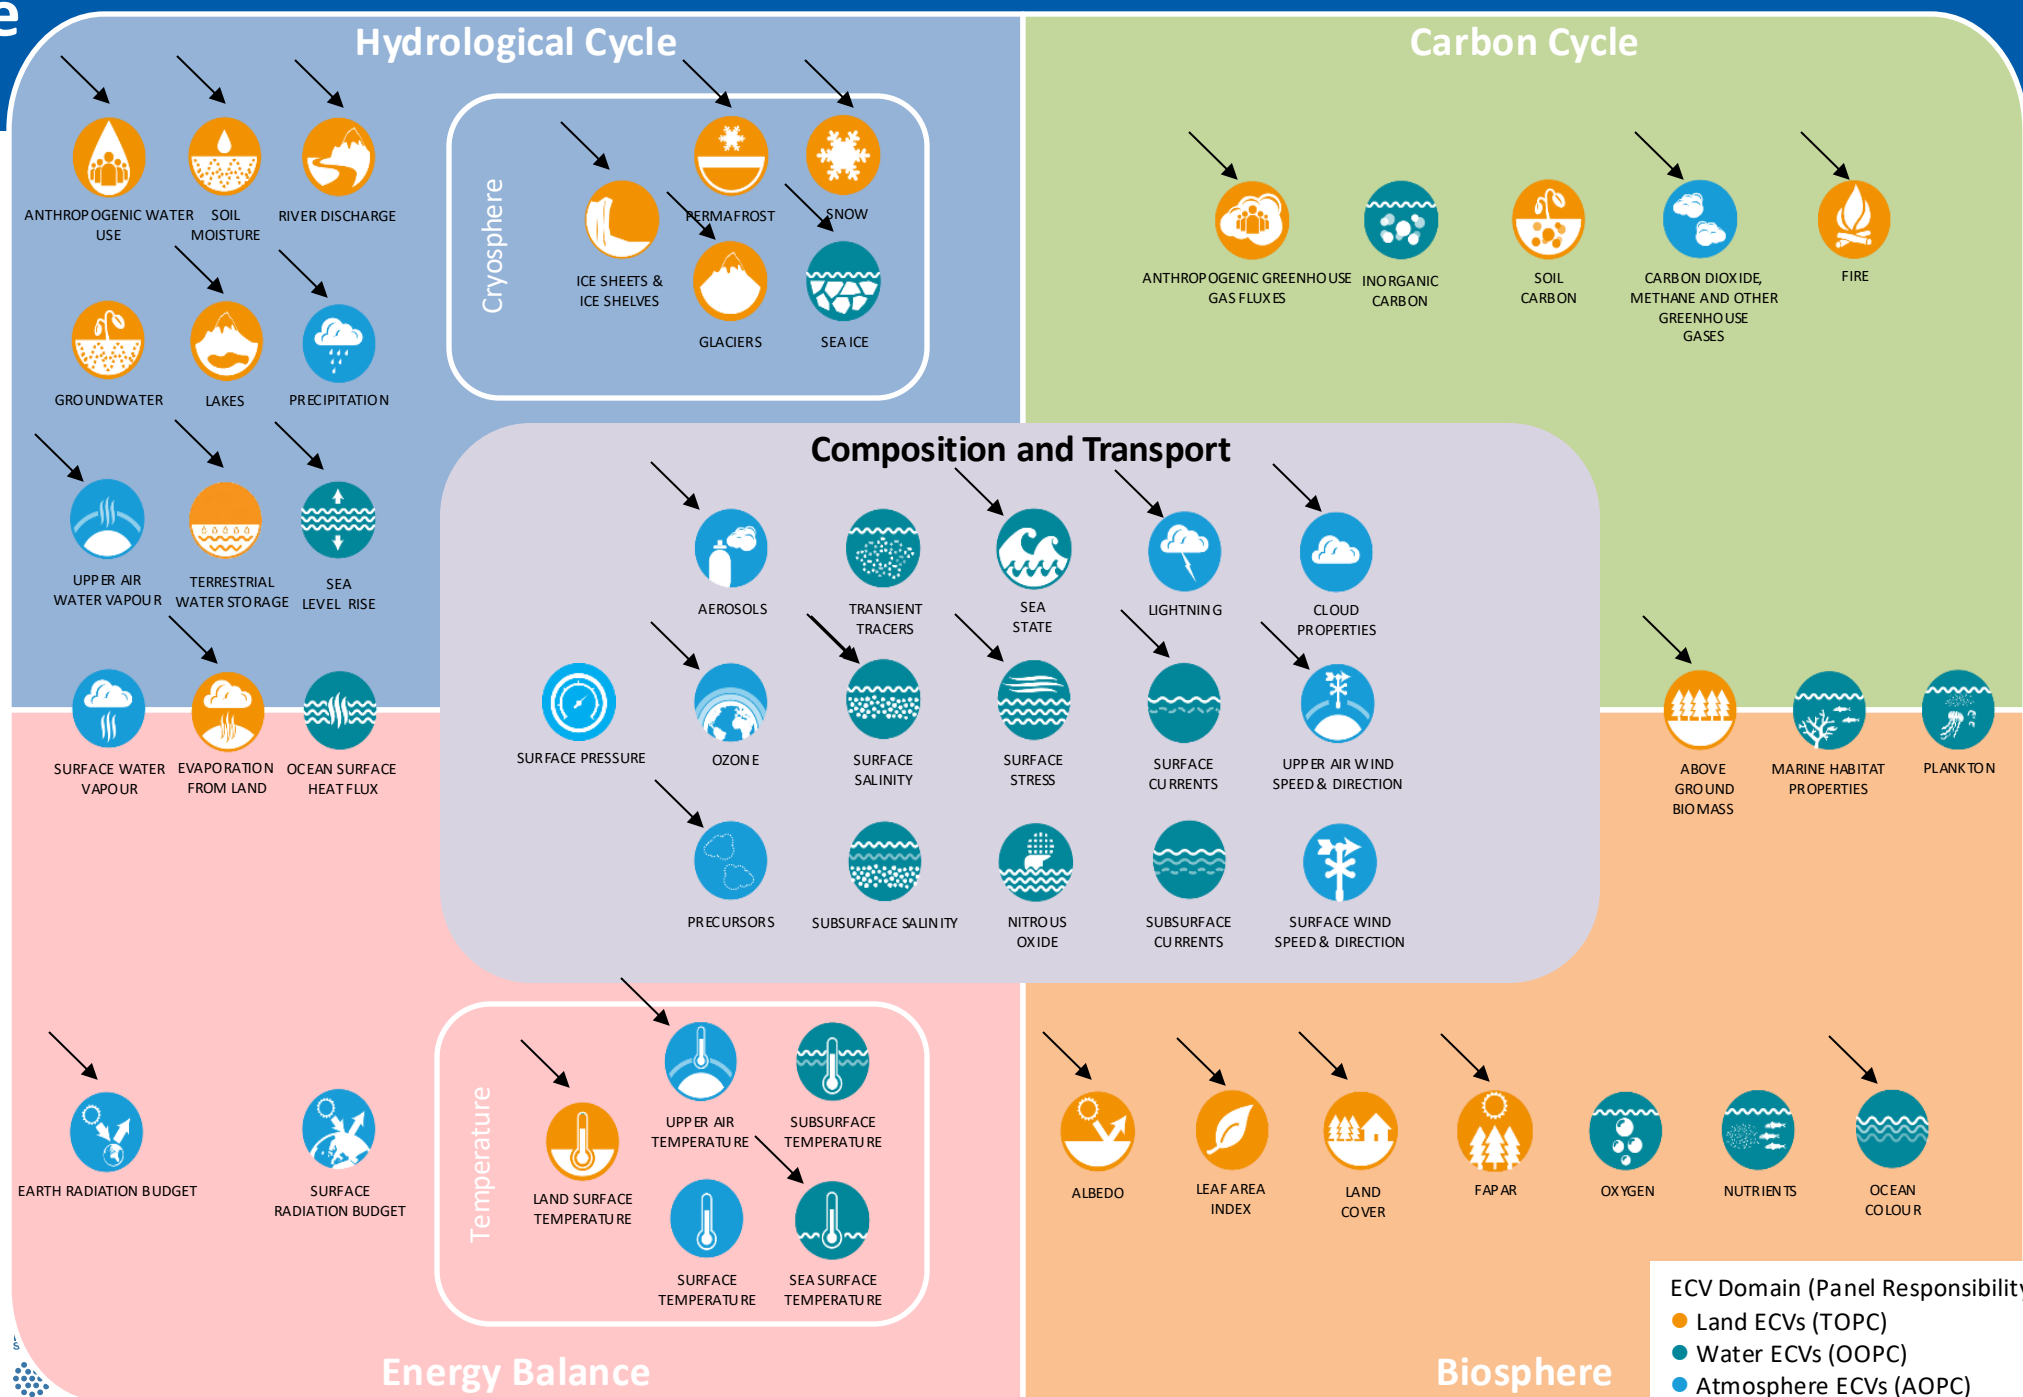 e
Hydrological Cycle
Carbon Cycle
ANTHROPOGENIC WATER
USE
SOIL
MOISTURE
RIVER DISCHARGE
Cryosphere
PERMAFROST
SNOW
ICE SHEETS &
ICE SHELVES
GLACIERS
SEA ICE
ANTHROPOGENIC GREENHOUSE
GAS FLUXES
INORGANIC
CARBON
SOIL
CARBON
CARBON DIOXIDE,
METHANE AND OTHER
GREENHOUSE
GASES
FIRE
GROUNDWATER
LAKES
PRECIPITATION
UPPER AIR
WATER VAPOUR
TERRESTRIAL
WATER STORAGE
SEA
LEVEL RISE
Composition and Transport
AEROSOLS
TRANSIENT
TRACERS
SEA
STATE
LIGHTNING
CLOUD
PROPERTIES
SURFACE WATER
VAPOUR
EVAPORATION
FROM LAND
OCEAN SURFACE
HEAT FLUX
SURFACE PRESSURE
OZONE
SURFACE
SALINITY
SURFACE
STRESS
SURFACE
CURRENTS
UPPER AIR WIND
SPEED & DIRECTION
ABOVE
GROUND
BIOMASS
MARINE HABITAT
PROPERTIES
PLANKTON
PRECURSORS
SUBSURFACE SALINITY
NITROUS
OXIDE
SUBSURFACE
CURRENTS
SURFACE WIND
SPEED & DIRECTION
EARTH RADIATION BUDGET
SURFACE
RADIATION BUDGET
Temperature
UPPER AIR
TEMPERATURE
SUBSURFACE
TEMPERATURE
LAND SURFACE
TEMPERATURE
SURFACE
TEMPERATURE
SEA SURFACE
TEMPERATURE
ALBEDO
LEAF AREA
INDEX
LAND
COVER
FAPAR
OXYGEN
NUTRIENTS
OCEAN
COLOUR
Energy Balance
Biosphere
ECV Domain (Panel Responsibility
Land ECVs (TOPC)
Water ECVs (OOPC)
Atmosphere ECVs (AOPC)